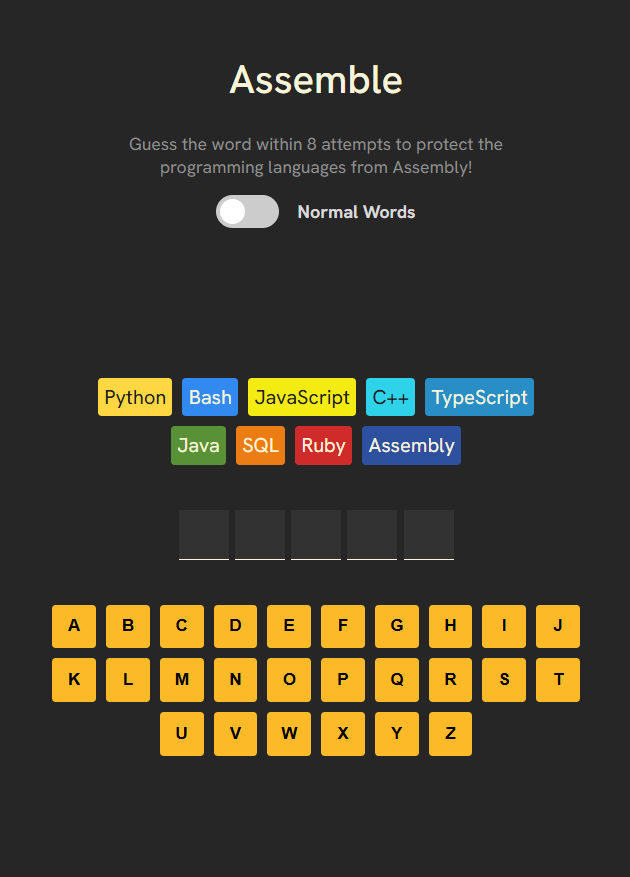 Assemble
Guess the word within 8 attempts to protect the
programming languages from Assembly!
Normal Words
Python Bash JavaScript C++ TypeScript
Java SQL Ruby Assembly
A B C D E F G H I J
K L M N O P Q R S T
U V W X Y Z